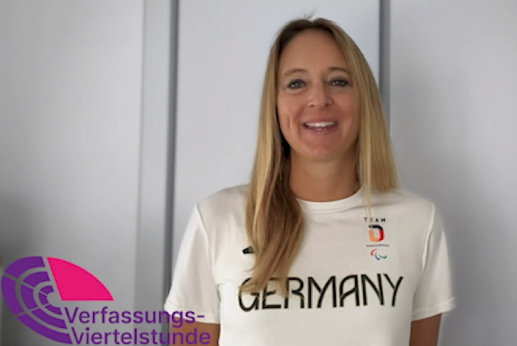 TEAM
D
GERMANY
Verfassungs-
Viertelstunde